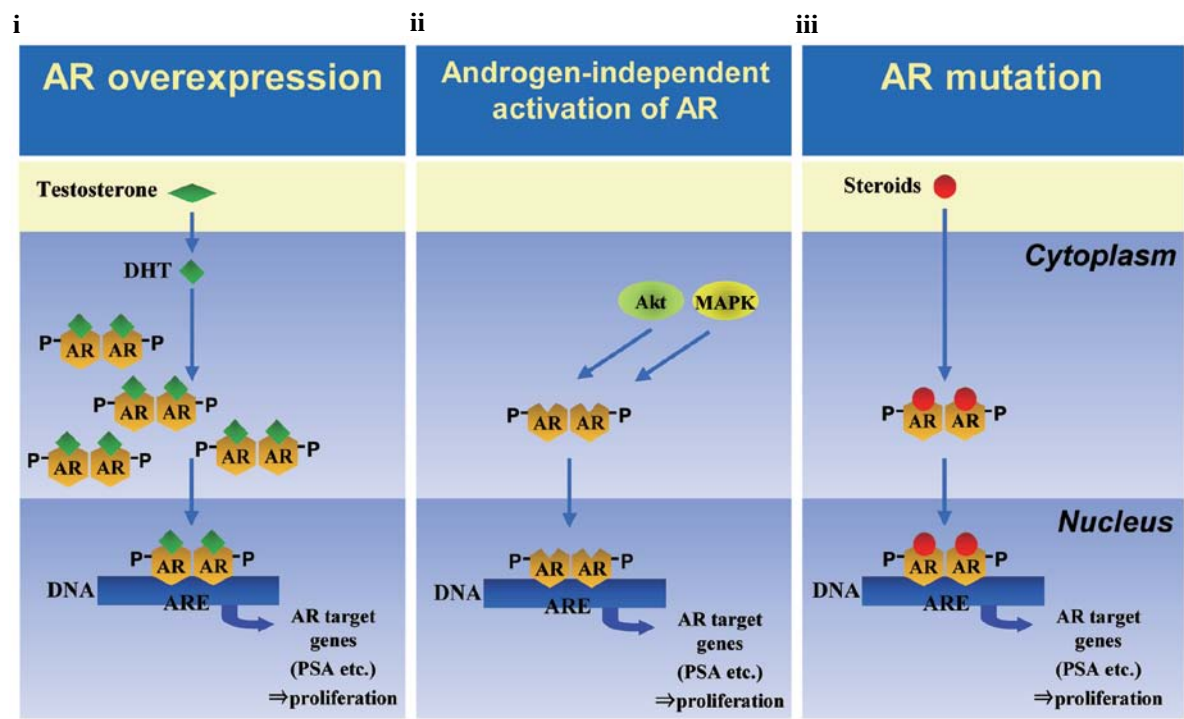 i
AR overexpression
Testosterone
DHT
P- AR AR -P
P- AR AR -P
P- AR AR -P
P- AR AR -P
P- AR AR -P
DNA
ARE
AR target
genes
(PSA etc.)
⇒proliferation
ii
Androgen-independent
activation of AR
Akt MAPK
P- AR AR -P
P- AR AR -P
DNA
ARE
AR target
genes
(PSA etc.)
⇒proliferation
iii
AR mutation
Steroids
Cytoplasm
P- AR AR -P
Nucleus
P- AR AR -P
DNA
ARE
AR target
genes
(PSA etc.)
⇒proliferation